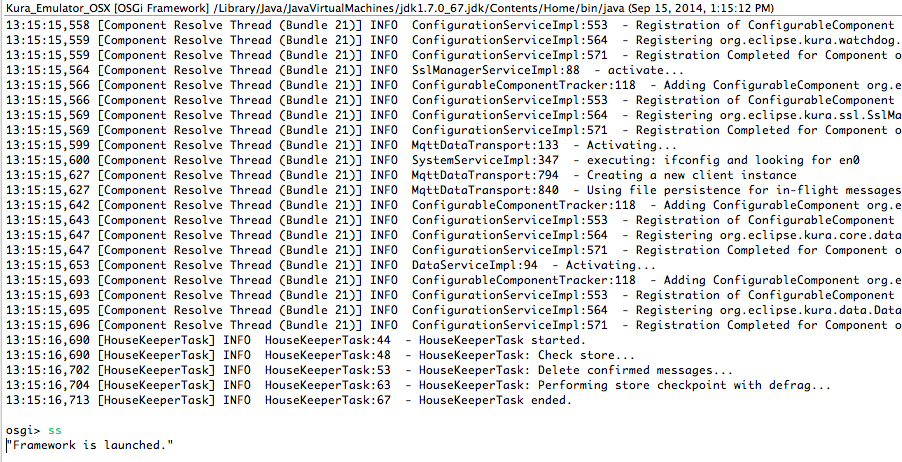 Kura_Emulator_OSX [OSGi Framework] /Library/Java/JavaVirtualMachines/jdk1.7.0_67.jdk/Contents/Home/bin/java (Sep 15, 2014, 1:15:12 PM)
13:15:15,558 [Component Resolve Thread (Bundle 21)] INFO  ConfigurationServiceImpl:553  - Registration of ConfigurableComponent
13:15:15,559 [Component Resolve Thread (Bundle 21)] INFO  ConfigurationServiceImpl:564  - Registering org.eclipse.kura.watchdog.
13:15:15,559 [Component Resolve Thread (Bundle 21)] INFO  ConfigurationServiceImpl:571  - Registration Completed for Component o
13:15:15,564 [Component Resolve Thread (Bundle 21)] INFO  SslManagerServiceImpl:88  - activate...
13:15:15,566 [Component Resolve Thread (Bundle 21)] INFO  ConfigurableComponentTracker:118  - Adding ConfigurableComponent org.e
13:15:15,566 [Component Resolve Thread (Bundle 21)] INFO  ConfigurationServiceImpl:553  - Registration of ConfigurableComponent
13:15:15,569 [Component Resolve Thread (Bundle 21)] INFO  ConfigurationServiceImpl:564  - Registering org.eclipse.kura.ssl.SslMa
13:15:15,569 [Component Resolve Thread (Bundle 21)] INFO  ConfigurationServiceImpl:571  - Registration Completed for Component o
13:15:15,599 [Component Resolve Thread (Bundle 21)] INFO  MqttDataTransport:133  - Activating...
13:15:15,600 [Component Resolve Thread (Bundle 21)] INFO  SystemServiceImpl:347  - executing: ifconfig and looking for en0
13:15:15,627 [Component Resolve Thread (Bundle 21)] INFO  MqttDataTransport:794  - Creating a new client instance
13:15:15,627 [Component Resolve Thread (Bundle 21)] INFO  MqttDataTransport:840  - Using file persistence for in-flight messages
13:15:15,642 [Component Resolve Thread (Bundle 21)] INFO  ConfigurableComponentTracker:118  - Adding ConfigurableComponent org.e
13:15:15,643 [Component Resolve Thread (Bundle 21)] INFO  ConfigurationServiceImpl:553  - Registration of ConfigurableComponent
13:15:15,647 [Component Resolve Thread (Bundle 21)] INFO  ConfigurationServiceImpl:564  - Registering org.eclipse.kura.core.data
13:15:15,647 [Component Resolve Thread (Bundle 21)] INFO  ConfigurationServiceImpl:571  - Registration Completed for Component o
13:15:15,653 [Component Resolve Thread (Bundle 21)] INFO  DataServiceImpl:94  - Activating...
13:15:15,693 [Component Resolve Thread (Bundle 21)] INFO  ConfigurableComponentTracker:118  - Adding ConfigurableComponent org.e
13:15:15,693 [Component Resolve Thread (Bundle 21)] INFO  ConfigurationServiceImpl:553  - Registration of ConfigurableComponent
13:15:15,695 [Component Resolve Thread (Bundle 21)] INFO  ConfigurationServiceImpl:564  - Registering org.eclipse.kura.data.Data
13:15:15,696 [Component Resolve Thread (Bundle 21)] INFO  ConfigurationServiceImpl:571  - Registration Completed for Component o
13:15:16,690 [HouseKeeperTask] INFO  HouseKeeperTask:44  - HouseKeeperTask started.
13:15:16,690 [HouseKeeperTask] INFO  HouseKeeperTask:48  - HouseKeeperTask: Check store...
13:15:16,702 [HouseKeeperTask] INFO  HouseKeeperTask:53  - HouseKeeperTask: Delete confirmed messages...
13:15:16,704 [HouseKeeperTask] INFO  HouseKeeperTask:63  - HouseKeeperTask: Performing store checkpoint with defrag...
13:15:16,713 [HouseKeeperTask] INFO  HouseKeeperTask:67  - HouseKeeperTask ended.
osgi> ss
"Framework is launched."